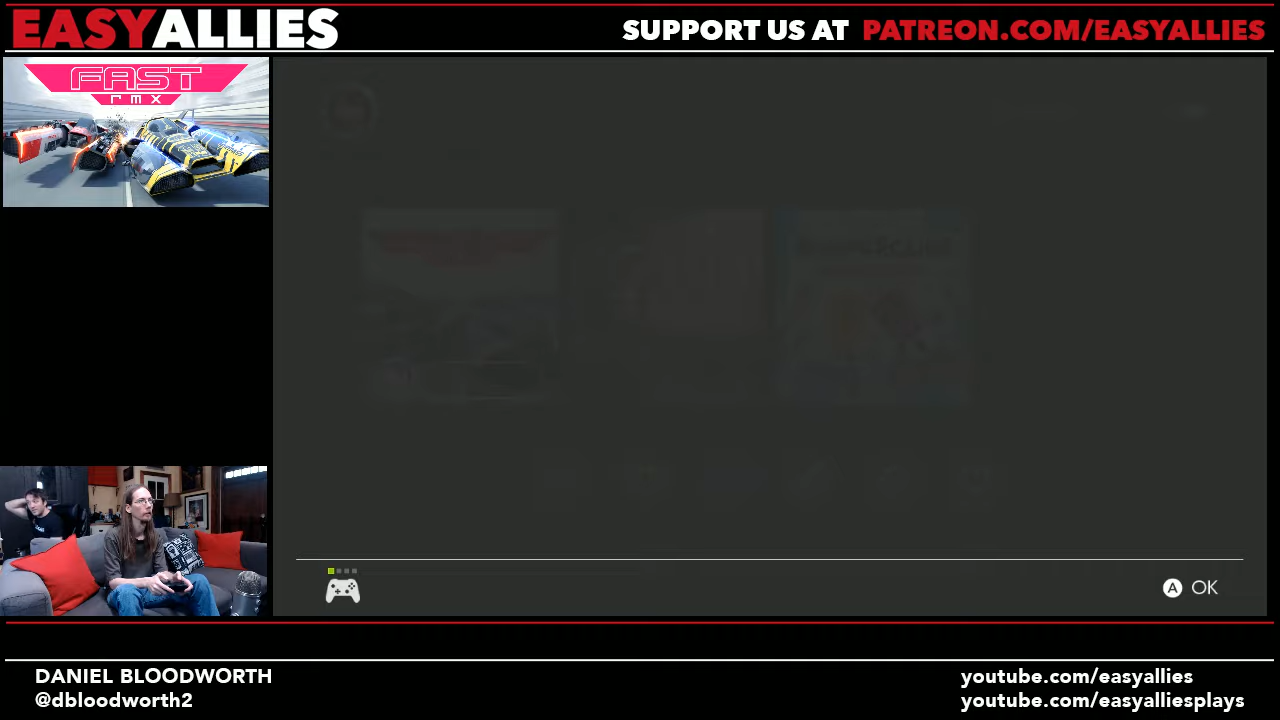 EASYALLIES
SUPPORT US AT PATREON.COM/EASYALLIES
FAST
rmx
A OK
DANIEL BLOODWORTH
@dbloodworth2
youtube.com/easyallies
youtube.com/easyalliesplays